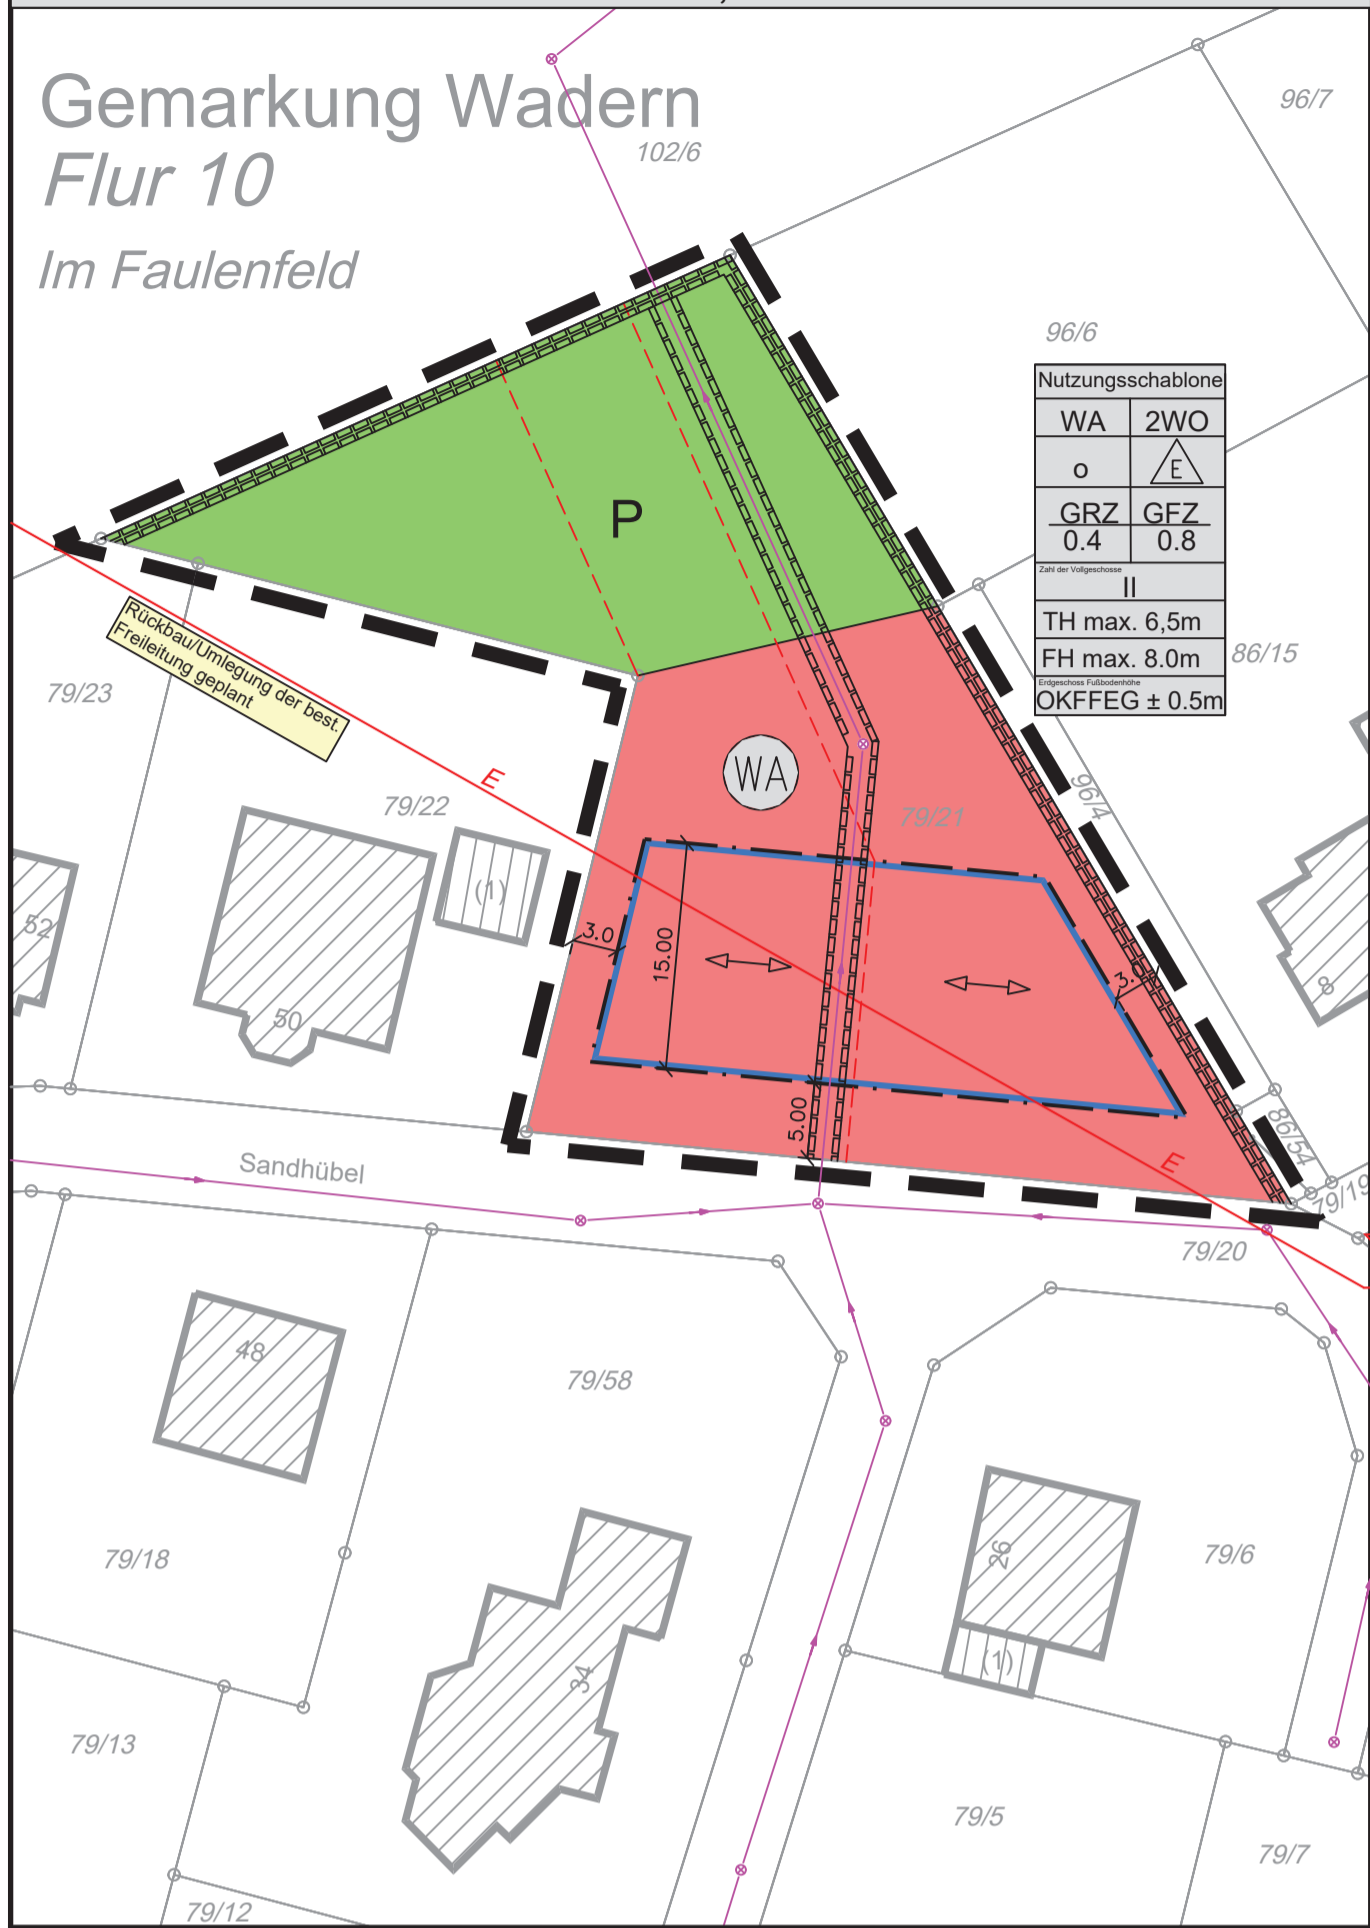 Gemarkung Wadern
Flur 10
Im Faulenfeld
102/6
96/7
96/6
Nutzungsschablone
WA 2WO
o E
GRZ GFZ
0.4 0.8
Zahl der Vollgeschosse
II
TH max. 6,5m
FH max. 8.0m
Erdgeschoss Fußbodenhöhe
OKFFEG ± 0.5m
P
86/15
Rückbau/Umlegung der best.
Freileitung geplant
79/23
E
79/22
WA
79/21
96/4
(1)
52
50
3.0
15.00
3.0
8
5.00
Sandhübel
E
86/54
79/19
79/20
48
79/58
79/18
26
79/6
(1)
34
79/13
79/5
79/7
79/12